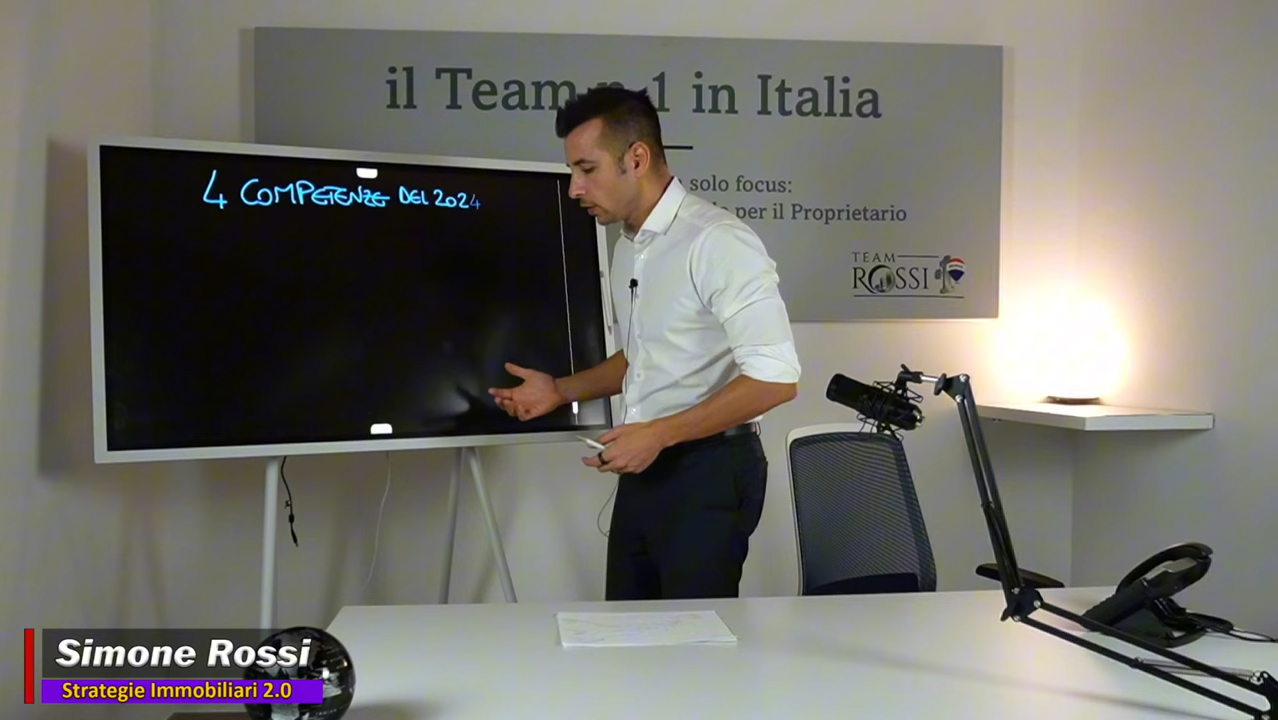 il Team n.1 in Italia
4 COMPETENZE DEL 2024
solo focus:
per il Proprietario
TEAM
ROSSI
Simone Rossi
Strategie Immobiliari 2.0